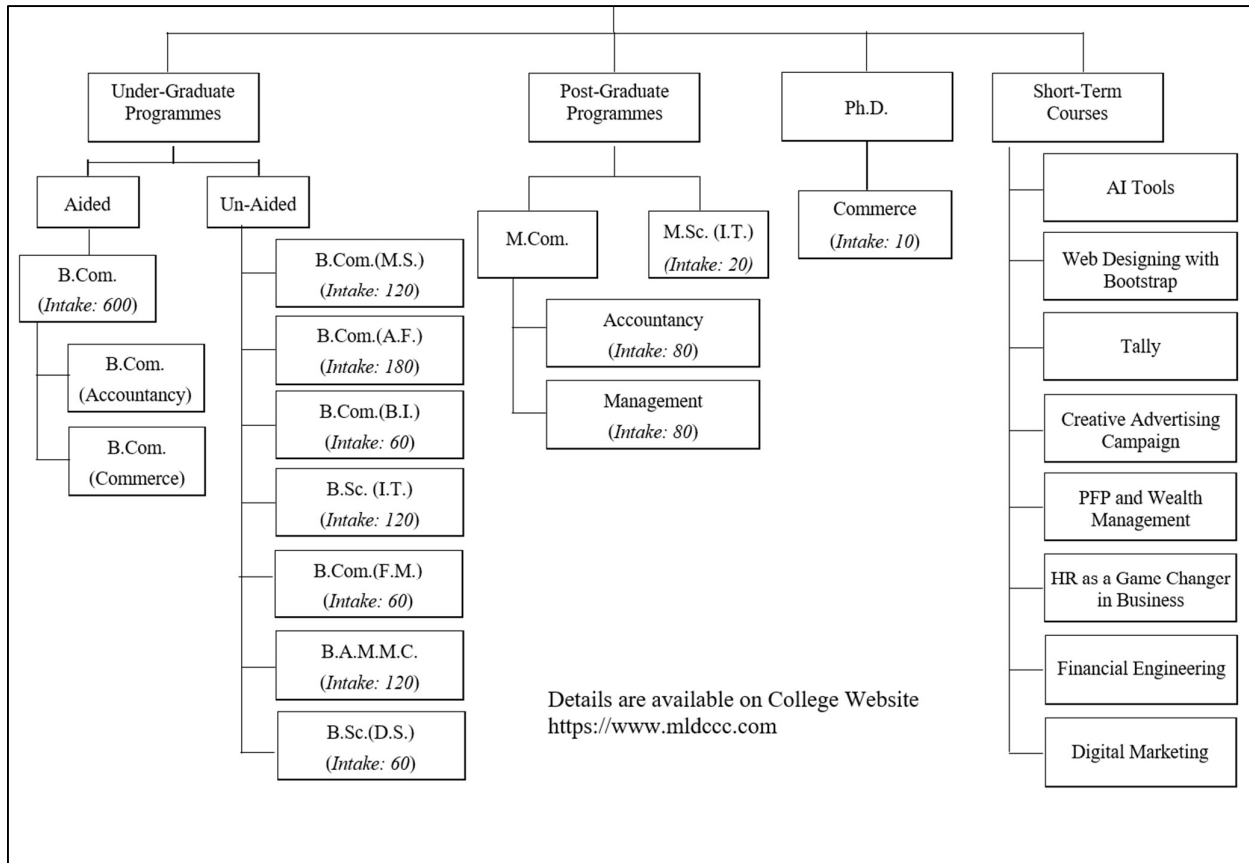 Under-Graduate
Programmes
Post-Graduate
Programmes
Ph.D.
Short-Term
Courses
Aided
Un-Aided
B.Com.
(Intake: 600)
B.Com.
(Accountancy)
B.Com.
(Commerce)
B.Com.(M.S.)
(Intake: 120)
B.Com.(A.F.)
(Intake: 180)
B.Com.(B.I.)
(Intake: 60)
B.Sc. (I.T.)
(Intake: 120)
B.Com.(F.M.)
(Intake: 60)
B.A.M.M.C.
(Intake: 120)
B.Sc.(D.S.)
(Intake: 60)
M.Com.
M.Sc. (I.T.)
(Intake: 20)
Accountancy
(Intake: 80)
Management
(Intake: 80)
Commerce
(Intake: 10)
AI Tools
Web Designing with
Bootstrap
Tally
Creative Advertising
Campaign
PFP and Wealth
Management
HR as a Game Changer
in Business
Financial Engineering
Digital Marketing
Details are available on College Website
https://www.mldccc.com